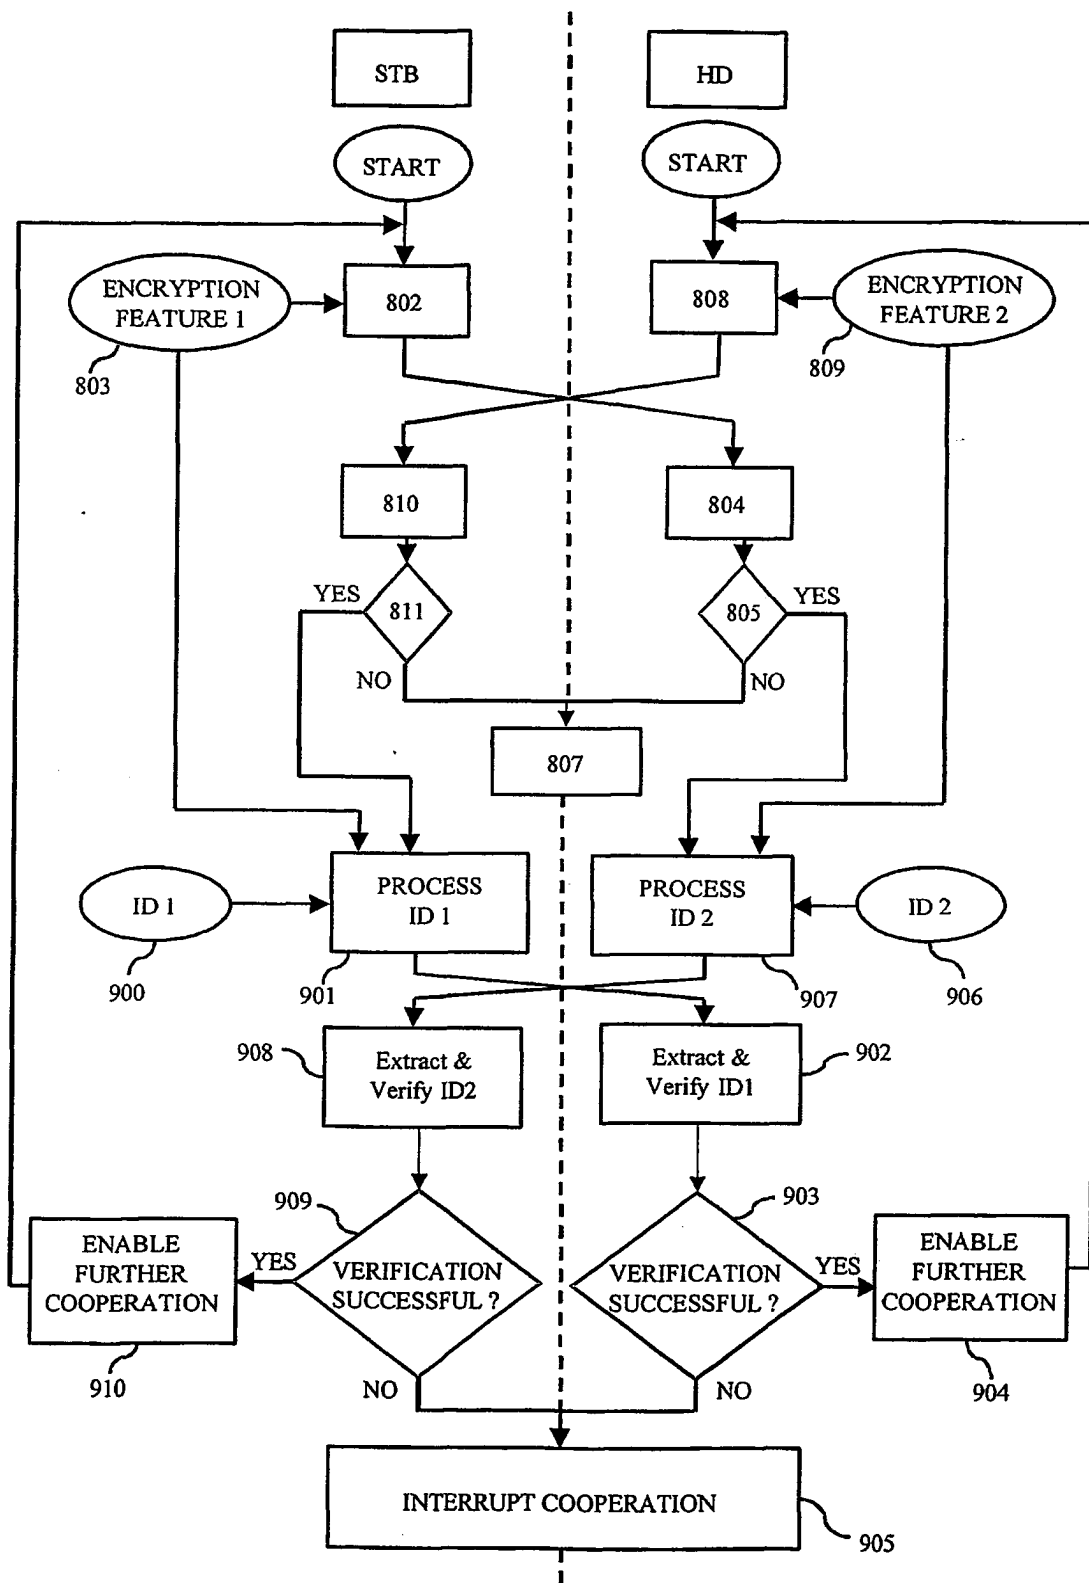 STB
HD
START
START
ENCRYPTION
FEATURE 1
802
808
ENCRYPTION
FEATURE 2
803
809
810
804
YES
811
805
YES
NO
NO
807
ID 1
PROCESS
ID 1
PROCESS
ID 2
ID 2
900
901
907
906
908
Extract &
Verify ID2
Extract &
Verify ID1
902
909
903
ENABLE
FURTHER
COOPERATION
YES
VERIFICATION
SUCCESSFUL ?
VERIFICATION
SUCCESSFUL ?
YES
ENABLE
FURTHER
COOPERATION
910
NO
NO
904
INTERRUPT COOPERATION
905